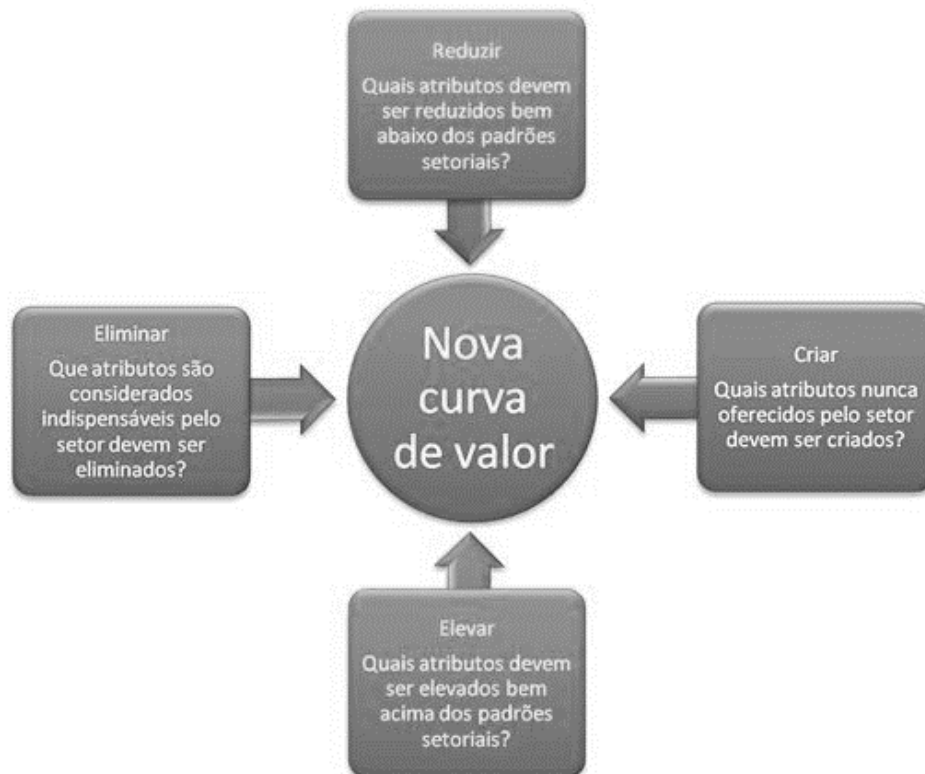 Reduzir
Quais atributos devem
ser reduzidos bem
abaixo dos padrões
setoriais?
Eliminar
Que atributos são
considerados
indispensáveis pelo
setor devem ser
eliminados?
Nova
curva
de valor
Criar
Quais atributos nunca
oferecidos pelo setor
devem ser criados?
Elevar
Quais atributos devem
ser elevados bem
acima dos padrões
setoriais?